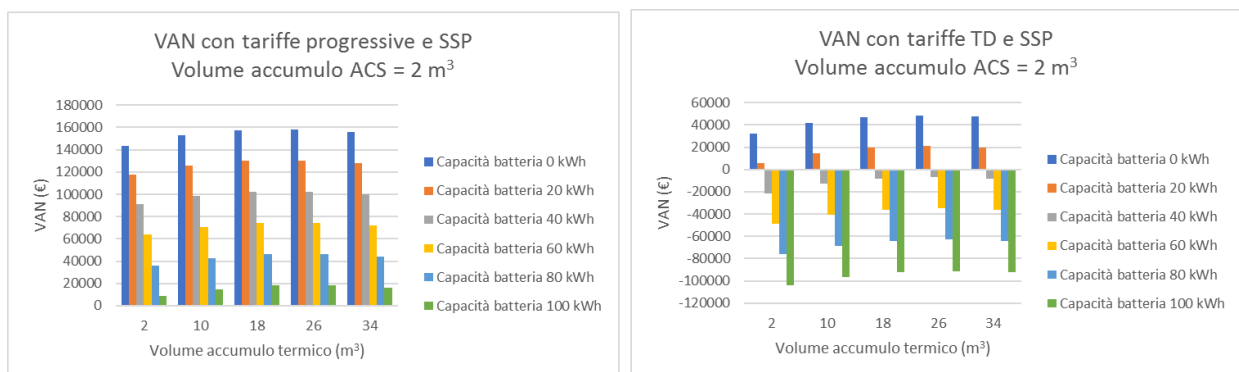 VAN con tariffe progressive e SSP
Volume accumulo ACS = 2 m³
180000
160000
140000
120000
100000
80000
60000
40000
20000
0
VAN (€)
2 10 18 26 34
Volume accumulo termico (m³)
Capacità batteria 0 kWh
Capacità batteria 20 kWh
Capacità batteria 40 kWh
Capacità batteria 60 kWh
Capacità batteria 80 kWh
Capacità batteria 100 kWh
VAN con tariffe TD e SSP
Volume accumulo ACS = 2 m³
60000
40000
20000
0
-20000
-40000
-60000
-80000
-100000
-120000
VAN (€)
2 10 18 26 34
Volume accumulo termico (m³)
Capacità batteria 0 kWh
Capacità batteria 20 kWh
Capacità batteria 40 kWh
Capacità batteria 60 kWh
Capacità batteria 80 kWh
Capacità batteria 100 kWh